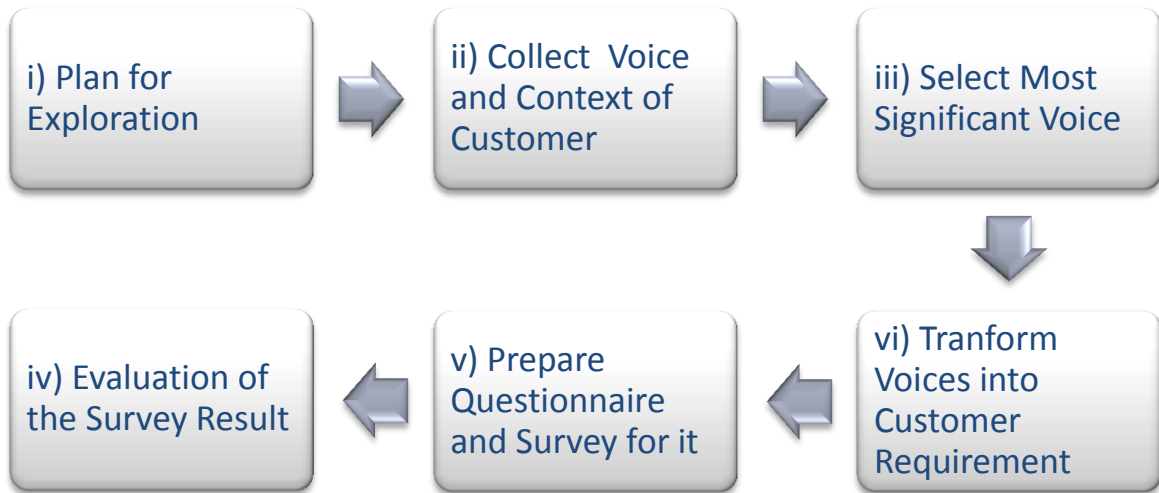 i) Plan for
Exploration
ii) Collect Voice
and Context of
Customer
iii) Select Most
Significant Voice
vi) Tranform
Voices into
Customer
Requirement
v) Prepare
Questionnaire
and Survey for it
iv) Evaluation of
the Survey Result